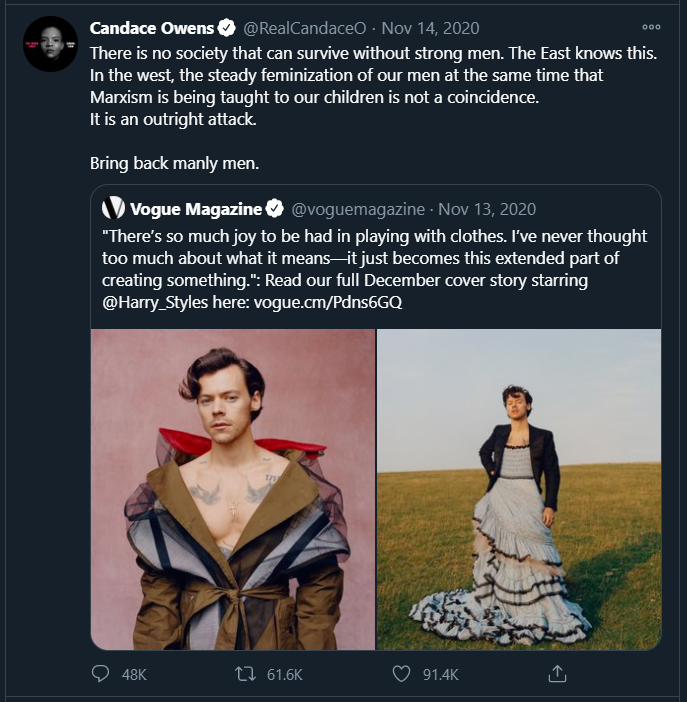 Candace Owens @RealCandaceO · Nov 14, 2020
There is no society that can survive without strong men. The East knows this.
In the west, the steady feminization of our men at the same time that
Marxism is being taught to our children is not a coincidence.
It is an outright attack.
Bring back manly men.
Vogue Magazine @voguemagazine · Nov 13, 2020
"There's so much joy to be had in playing with clothes. I've never thought
too much about what it means—it just becomes this extended part of
creating something.": Read our full December cover story starring
@Harry_Styles here: vogue.cm/Pdns6GQ
48K 61.6K 91.4K